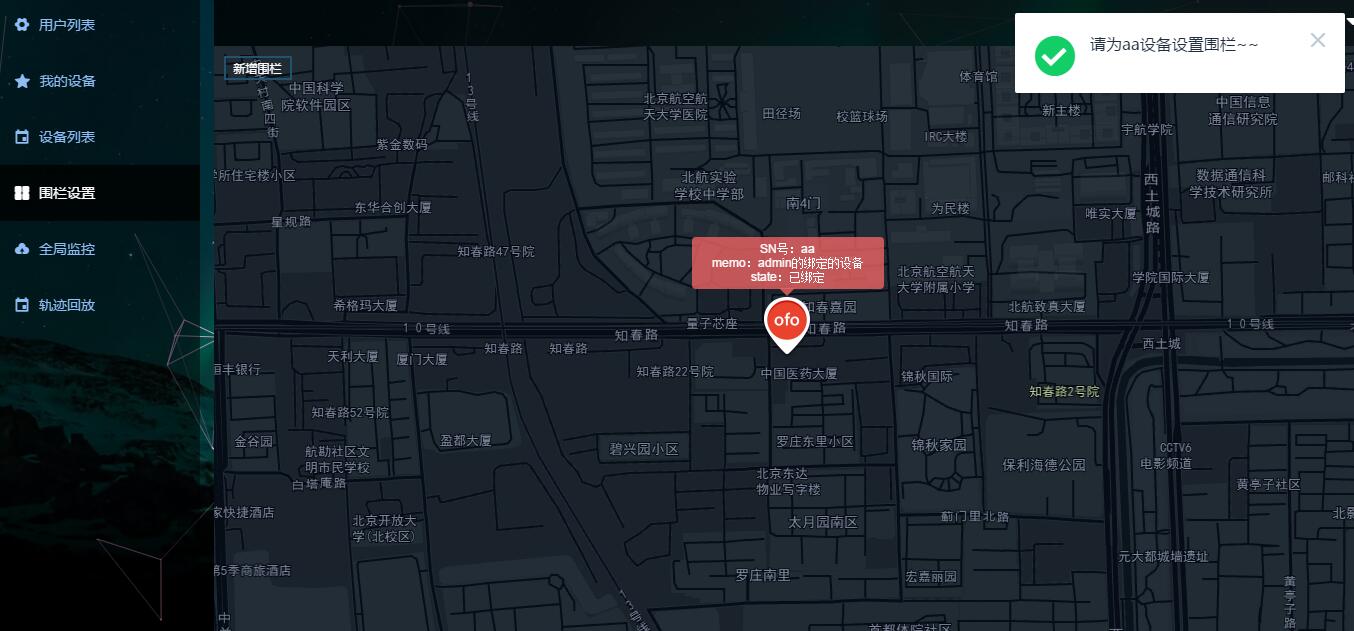 用户列表
我的设备
设备列表
围栏设置
全局监控
轨迹回放
请为aa设备设置围栏~~
新增围栏
中国科学
院软件园区
13号线
北京航空航
天大学医院
田径场
校篮球场
体育馆
IRC大楼
新主楼
宇航学院
中国信息
通信研究院
紫金数码
学所住宅楼小区
北航实验
学校中学部
南4门
为民楼
唯实大厦
西土城路
数据通信科
学技术研究所
邮科
东华合创大厦
星规路
知春路47号院
SN号：aa
memo：admin的绑定的设备
state：已绑定
北京航空航天
大学附属小学
学院国际大厦
希格玛大厦
10号线
知春路
量子芯座
ofo
知春嘉园
知春路
北航致真大厦
知春路
10号线
西土城
恒丰银行
天利大厦
厦门大厦
知春路
知春路
知春路22号院
中国医药大厦
锦秋国际
知春路2号院
知春路52号院
金谷园
航勘社区文
明市民学校
白塔庵路
盈都大厦
碧兴园小区
罗庄东里小区
锦秋家园
保利海德公园
CCTV6
电影频道
北京东达
物业写字楼
黄亭子社区
家快捷酒店
北京开放大
学(北校区)
太月园南区
蓟门里北路
北影
第5季商旅酒店
罗庄南里
宏嘉丽园
元大都城墙遗址
黄亭子路
中
首都体院社区